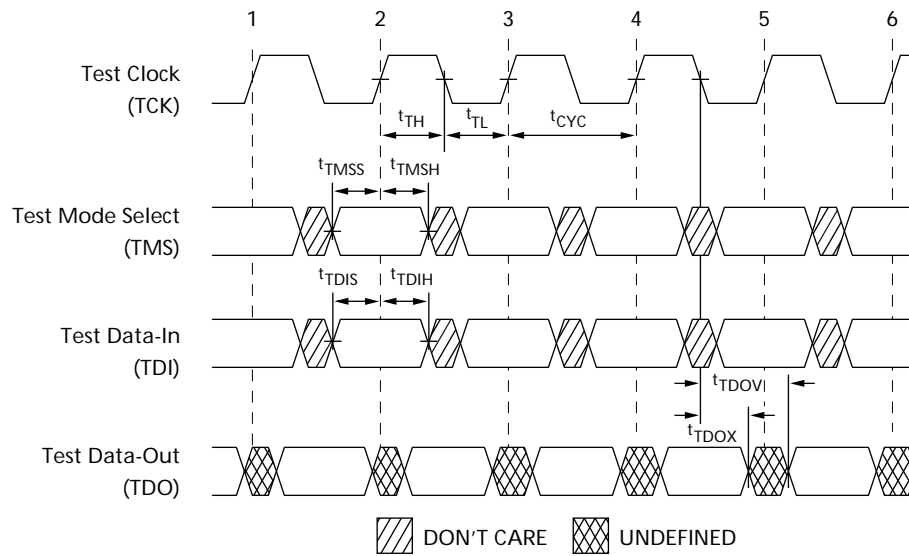 1 2 3 4 5 6
Test Clock
(TCK)
tTH tTL tCYC
tTMSS tTMSH
Test Mode Select
(TMS)
tTDIS tTDIH
Test Data-In
(TDI)
tTDOV
tTDOX
Test Data-Out
(TDO)
DON'T CARE UNDEFINED